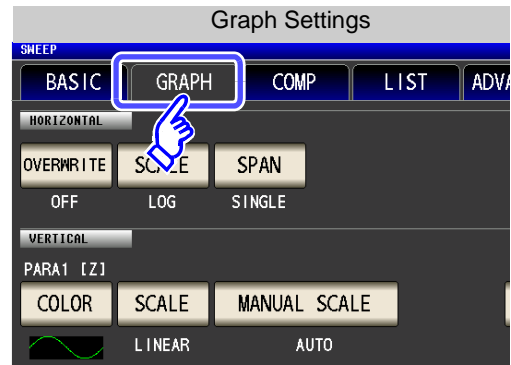 Graph Settings
SWEEP
BASIC GRAPH COMP LIST
HORIZONTAL
OVERWRITE SCALE SPAN
OFF LOG SINGLE
VERTICAL
PARA1 [Z]
COLOR SCALE MANUAL SCALE
LINEAR AUTO